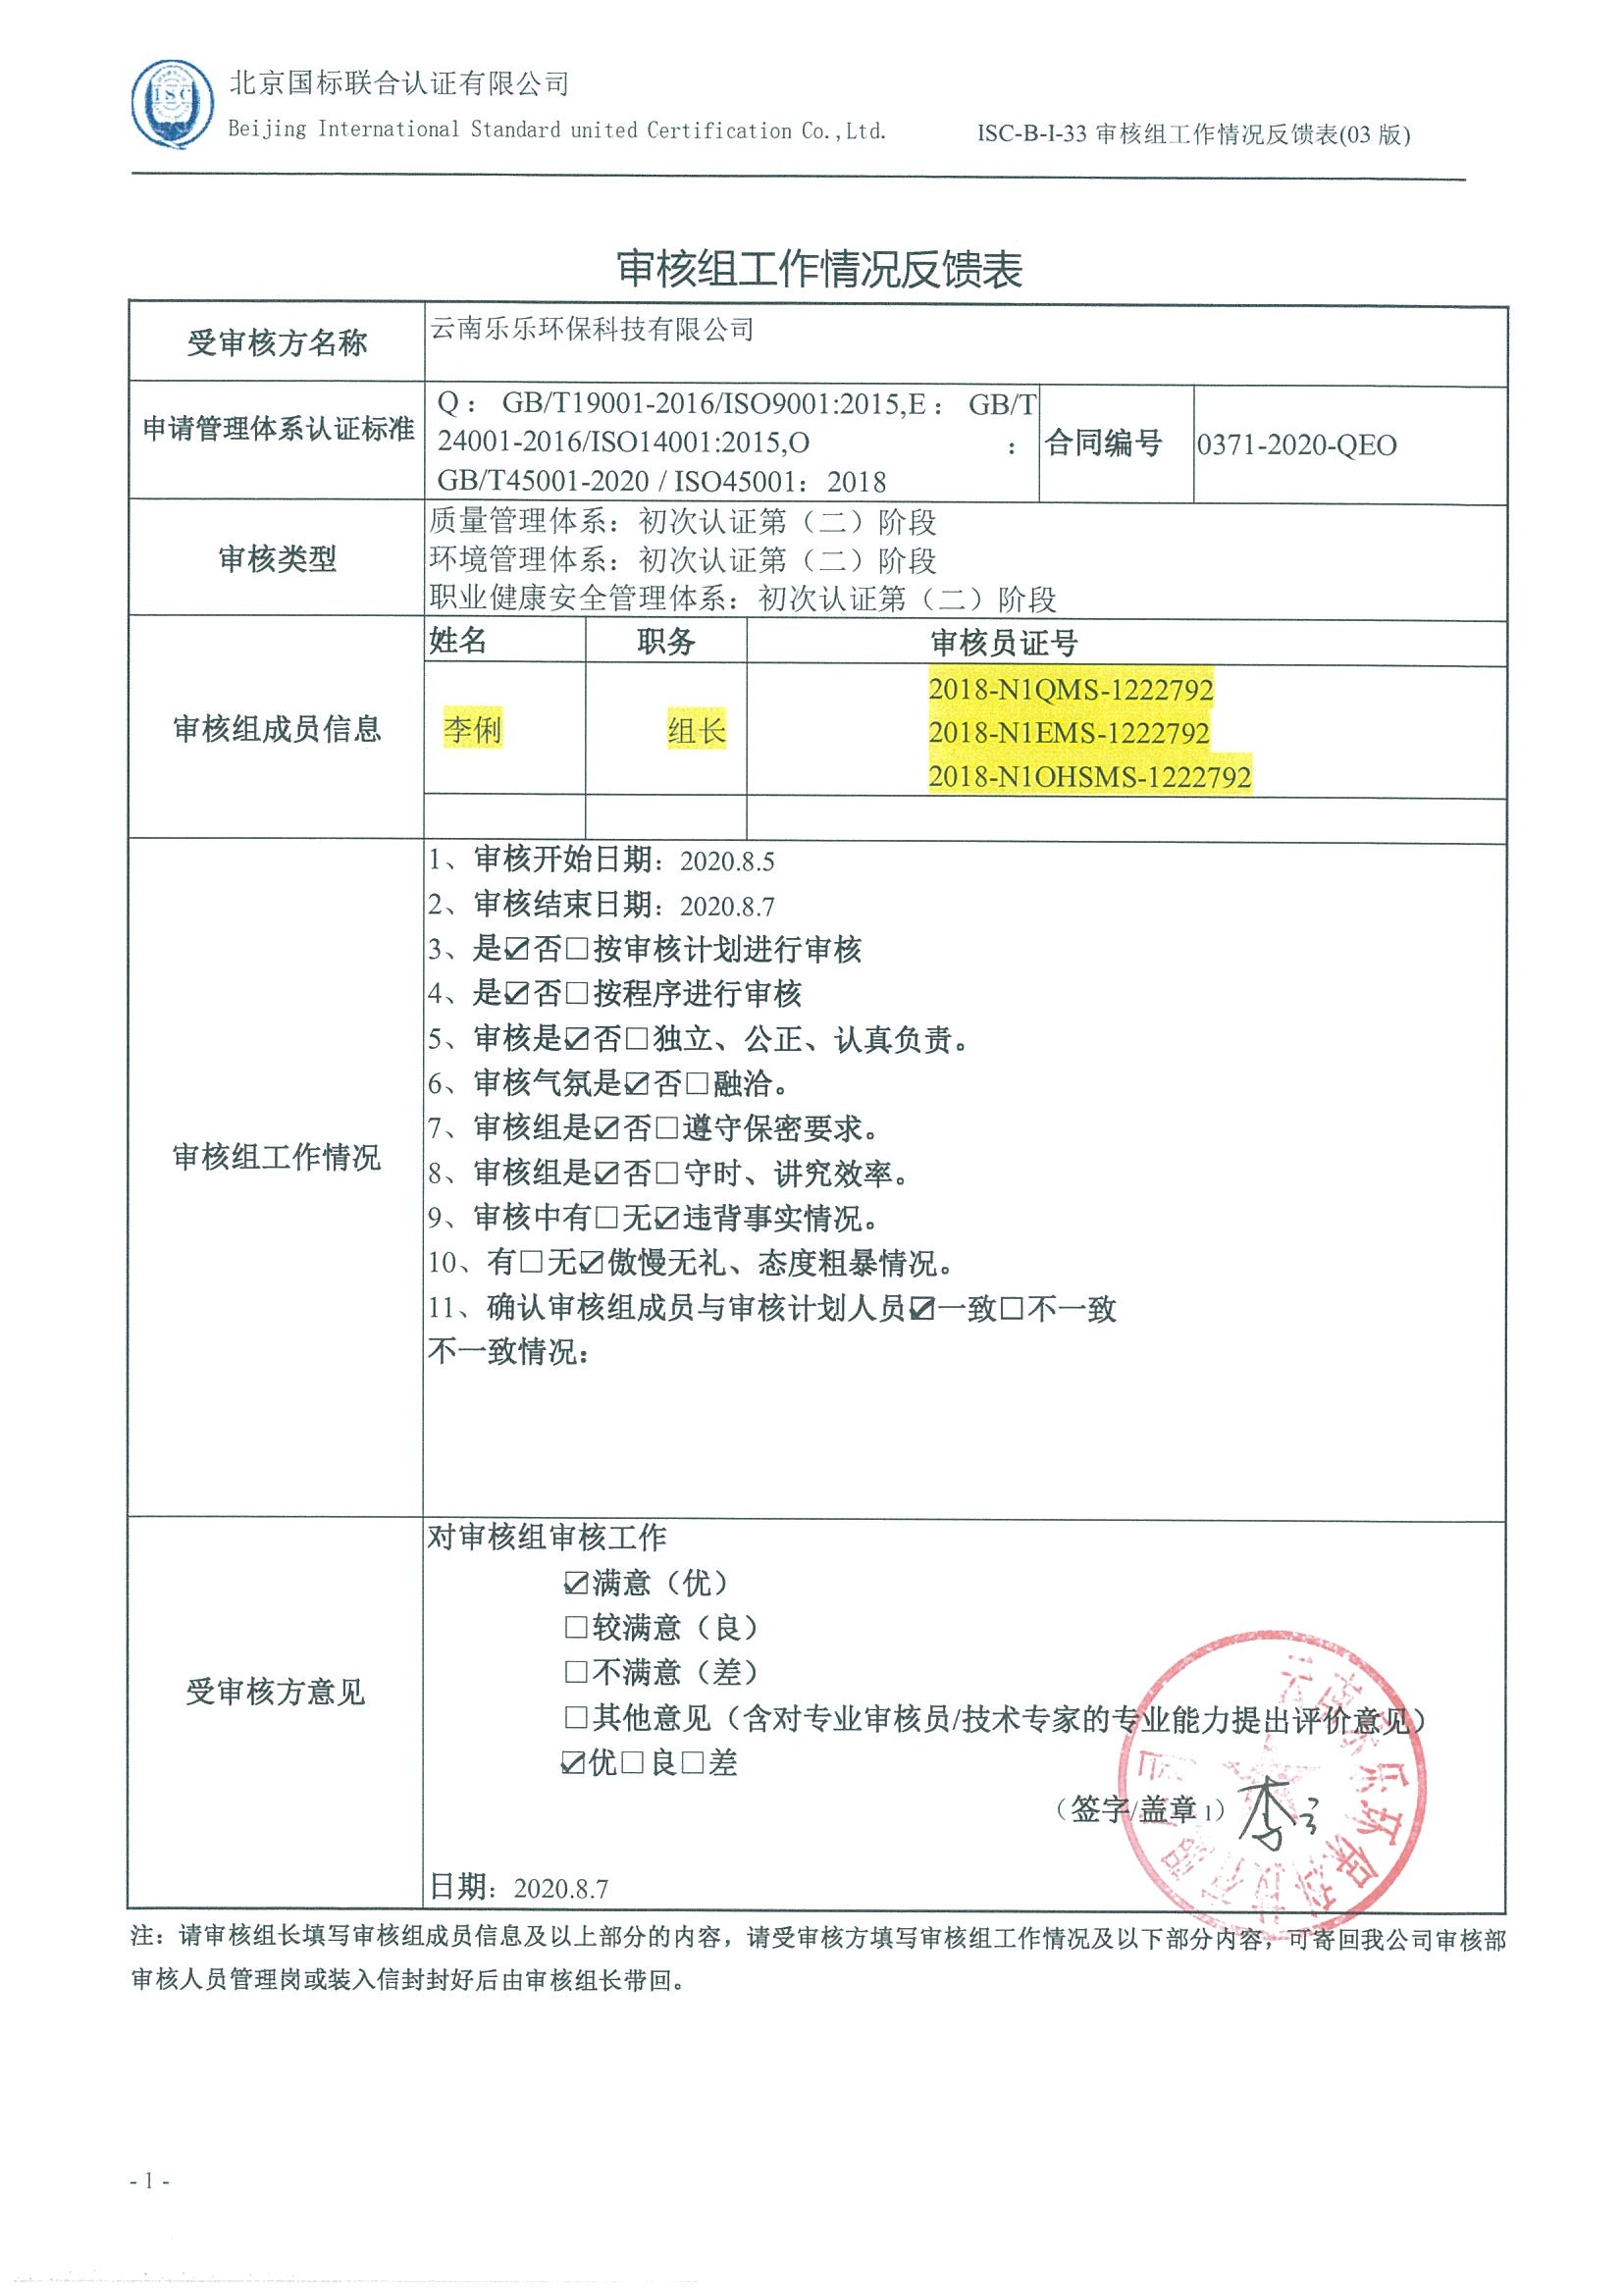 ISC
北京国标联合认证有限公司
Beijing International Standard united Certification Co.,Ltd.
ISC-B-I-33 审核组工作情况反馈表(03 版)
审核组工作情况反馈表
受审核方名称
云南乐乐环保科技有限公司
申请管理体系认证标准
Q： GB/T19001-2016/ISO9001:2015,E： GB/T
24001-2016/ISO14001:2015,O ：
GB/T45001-2020 / ISO45001：2018
合同编号
0371-2020-QEO
审核类型
质量管理体系：初次认证第（二）阶段
环境管理体系：初次认证第（二）阶段
职业健康安全管理体系：初次认证第（二）阶段
审核组成员信息
姓名 职务 审核员证号
李俐 组长
2018-N1QMS-1222792
2018-N1EMS-1222792
2018-N1OHSMS-1222792
审核组工作情况
1、审核开始日期：2020.8.5
2、审核结束日期：2020.8.7
3、是☑否□按审核计划进行审核
4、是☑否□按程序进行审核
5、审核是☑否□独立、公正、认真负责。
6、审核气氛是☑否□融洽。
7、审核组是☑否□遵守保密要求。
8、审核组是☑否□守时、讲究效率。
9、审核中有□无☑违背事实情况。
10、有□无☑傲慢无礼、态度粗暴情况。
11、确认审核组成员与审核计划人员☑一致□不一致
不一致情况：
受审核方意见
对审核组审核工作
☑满意（优）
□较满意（良）
□不满意（差）
□其他意见（含对专业审核员/技术专家的专业能力提出评价意见）
☑优□良□差
（签字/盖章 1）
云南乐乐环保科技有限公司
日期：2020.8.7
注：请审核组长填写审核组成员信息及以上部分的内容，请受审核方填写审核组工作情况及以下部分内容，可寄回我公司审核部
审核人员管理岗或装入信封封好后由审核组长带回。
- 1 -